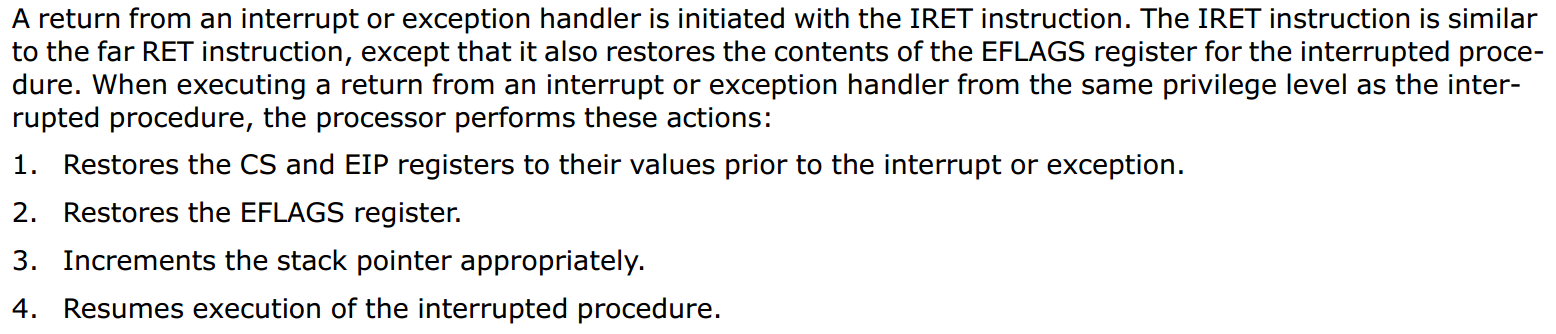 A return from an interrupt or exception handler is initiated with the IRET instruction. The IRET instruction is similar
to the far RET instruction, except that it also restores the contents of the EFLAGS register for the interrupted proce-
dure. When executing a return from an interrupt or exception handler from the same privilege level as the inter-
rupted procedure, the processor performs these actions:
1. Restores the CS and EIP registers to their values prior to the interrupt or exception.
2. Restores the EFLAGS register.
3. Increments the stack pointer appropriately.
4. Resumes execution of the interrupted procedure.